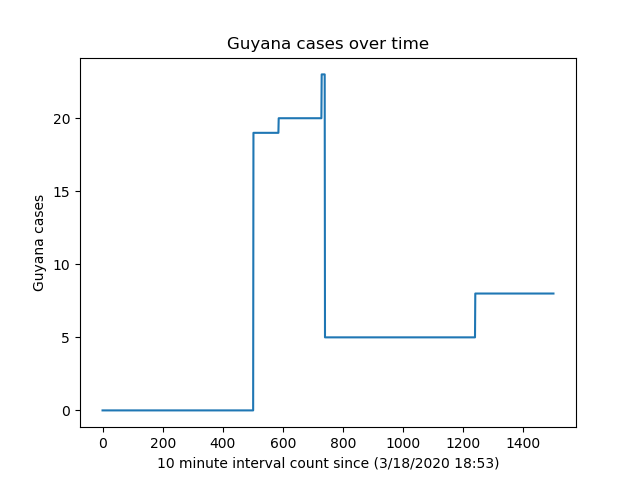 Guyana cases over time
Guyana cases
20
15
10
5
0
0 200 400 600 800 1000 1200 1400
10 minute interval count since (3/18/2020 18:53)